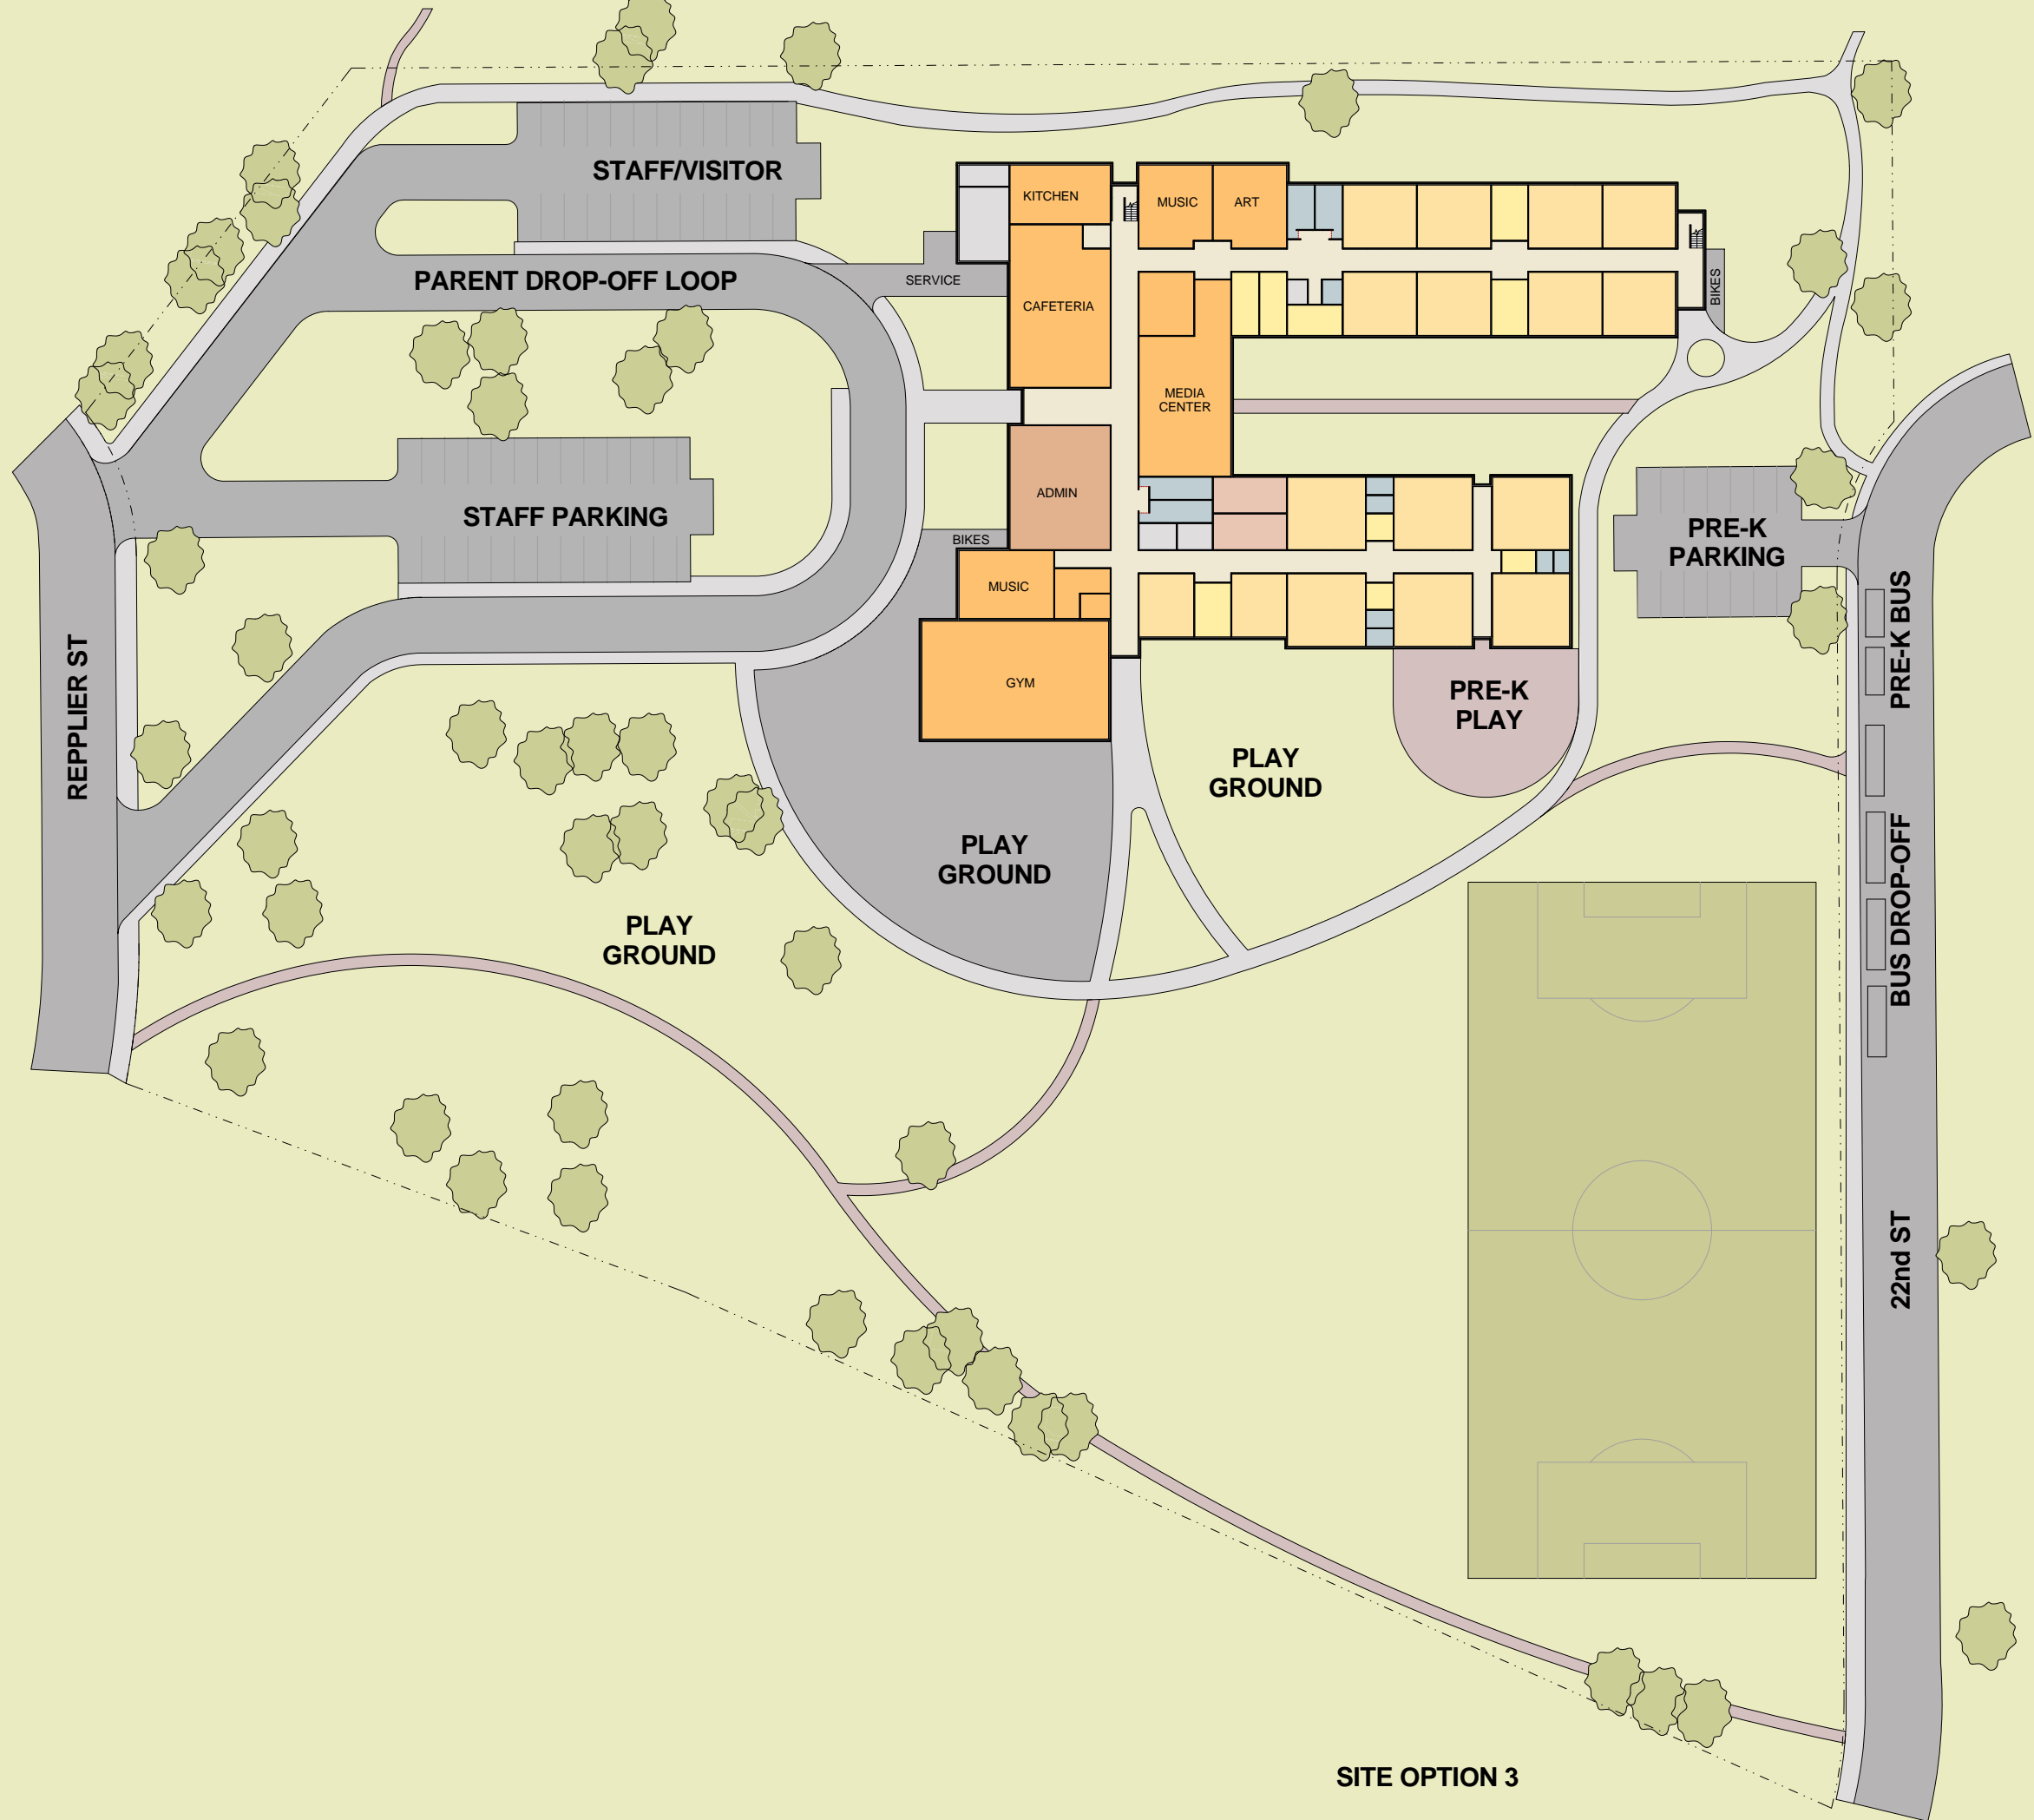 STAFF/VISITOR
KITCHEN
MUSIC
ART
PARENT DROP-OFF LOOP
SERVICE
CAFETERIA
BIKES
MEDIA
CENTER
STAFF PARKING
ADMIN
BIKES
PRE-K
PARKING
MUSIC
PRE-K BUS
REPPLIER ST
GYM
PRE-K
PLAY
PLAY
GROUND
PLAY
GROUND
BUS DROP-OFF
PLAY
GROUND
22nd ST
SITE OPTION 3